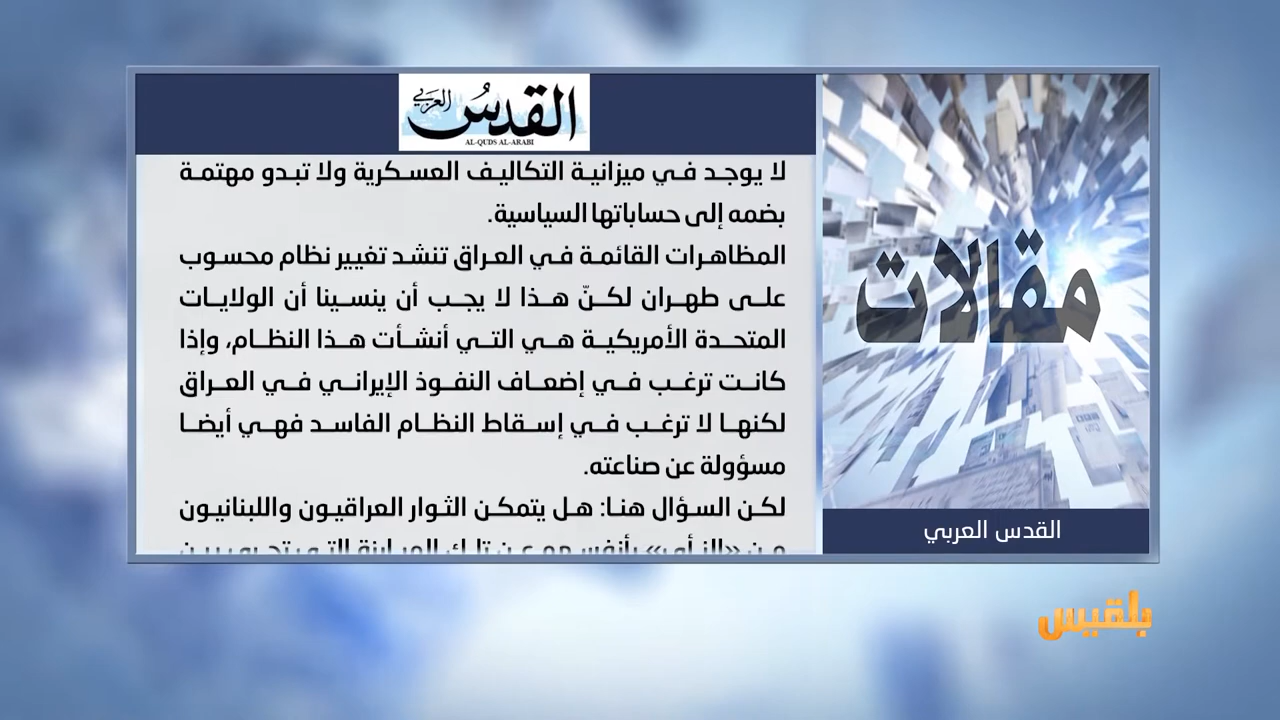 القدس العربي
AL-QUDS AL-ARABI
لا يوجد في ميزانية التكاليف العسكرية ولا تبدو مهتمة
بضمه إلى حساباتها السياسية.
المظاهرات القائمة في العراق تنشد تغيير نظام محسوب
على طهران لكنّ هذا لا يجب أن ينسينا أن الولايات
المتحدة الأمريكية هي التي أنشأت هذا النظام، وإذا
كانت ترغب في إضعاف النفوذ الإيراني في العراق
لكنها لا ترغب في إسقاط النظام الفاسد فهي أيضا
مسؤولة عن صناعته.
لكن السؤال هنا: هل يتمكن الثوار العراقيون واللبنانيون
مقالات
القدس العربي
بلقيس